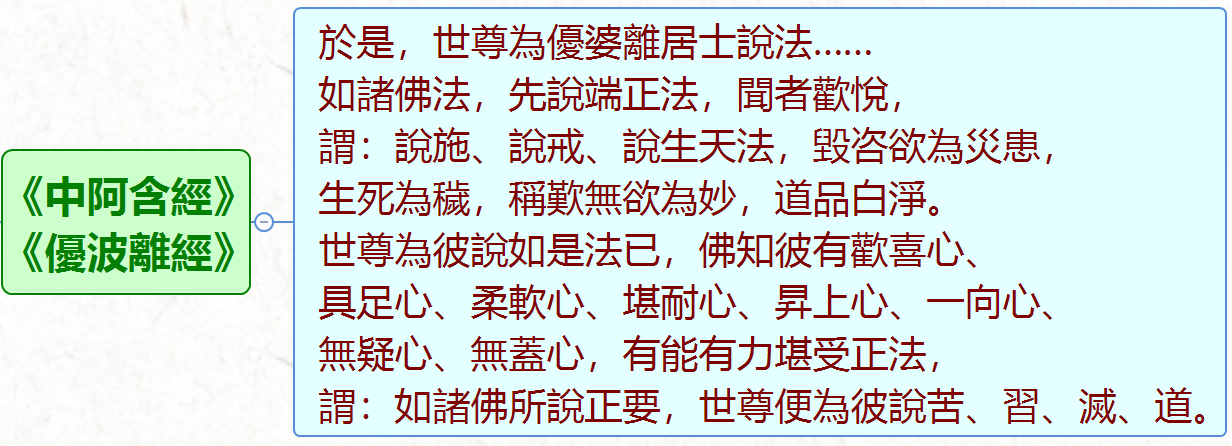 《中阿含經》
《優波離經》
於是，世尊為優婆離居士說法……
如諸佛法，先說端正法，聞者歡悅，
謂：說施、說戒、說生天法，毀咨欲為災患，
生死為穢，稱歎無欲為妙，道品白淨。
世尊為彼說如是法已，佛知彼有歡喜心、
具足心、柔軟心、堪耐心、昇上心、一向心、
無疑心、無蓋心，有能有力堪受正法，
謂：如諸佛所說正要，世尊便為彼說苦、習、滅、道。